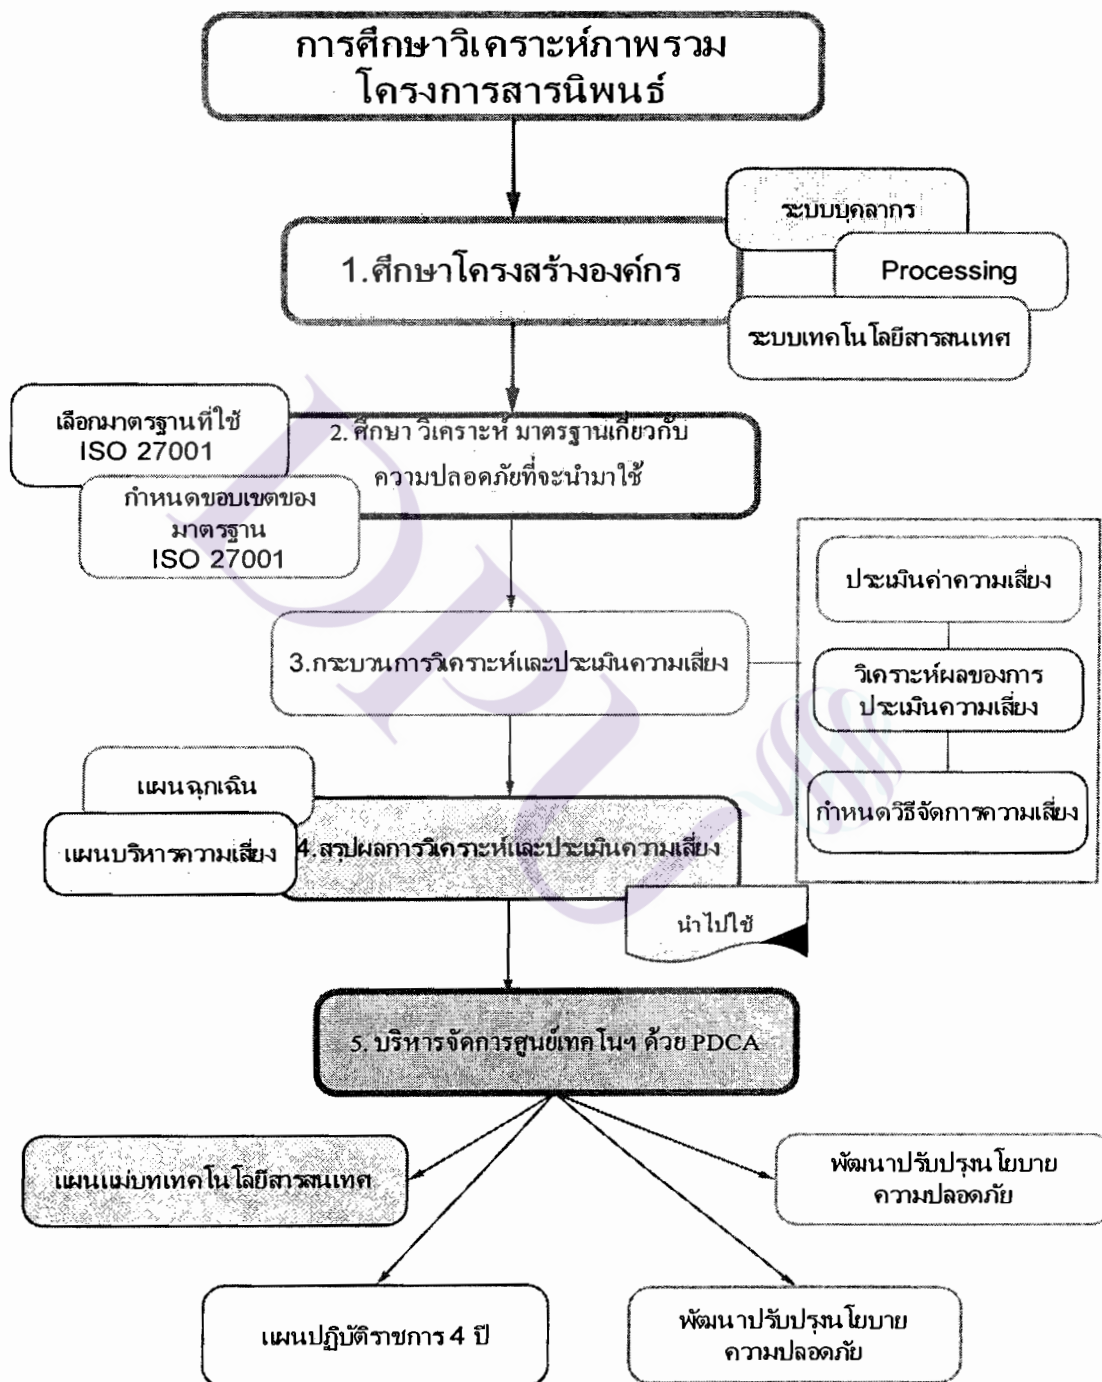 การศึกษาวิเคราะห์ภาพรวม
โครงการสารนิพนธ์
ระบบบุคลากร
1.ศึกษาโครงสร้างองค์กร
Processing
ระบบเทคโนโลยีสารสนเทศ
เลือกมาตรฐานที่ใช้
ISO 27001
2. ศึกษา วิเคราะห์ มาตรฐานเกี่ยวกับ
ความปลอดภัยที่จะนำมาใช้
กำหนดขอบเขตของ
มาตรฐาน
ISO 27001
ประเมินค่าความเสี่ยง
3.กระบวนการวิเคราะห์และประเมินความเสี่ยง
วิเคราะห์ผลของการ
ประเมินความเสี่ยง
กำหนดวิธีจัดการความเสี่ยง
แผนฉุกเฉิน
แผนบริหารความเสี่ยง
4.สรุปผลการวิเคราะห์และประเมินความเสี่ยง
นำไปใช้
5. บริหารจัดการศูนย์เทคโนฯ ด้วย PDCA
แผนแม่บทเทคโนโลยีสารสนเทศ
พัฒนาปรับปรุงนโยบาย
ความปลอดภัย
แผนปฏิบัติราชการ 4 ปี
พัฒนาปรับปรุงนโยบาย
ความปลอดภัย
DPU